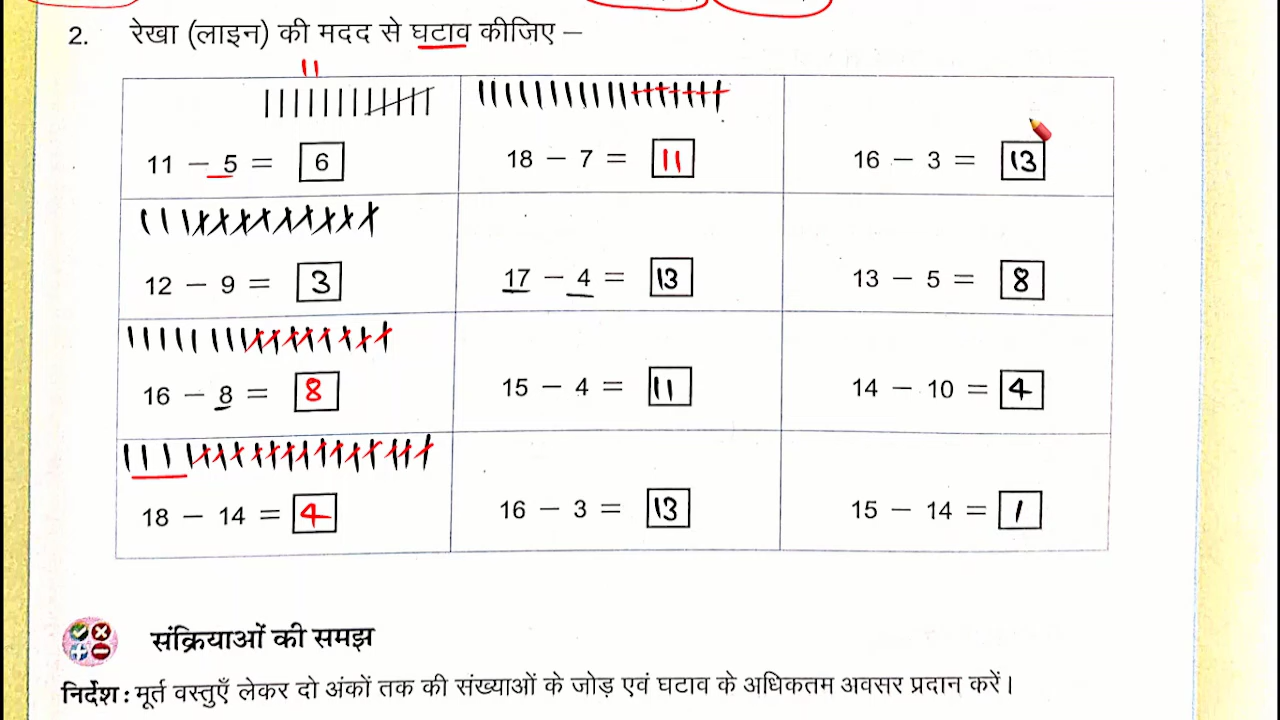 2. रेखा (लाइन) की मदद से घटाव कीजिए –
11
11 – 5 = 6
18 – 7 = 11
16 – 3 = 13
12 – 9 = 3
17 – 4 = 13
13 – 5 = 8
16 – 8 = 8
15 – 4 = 11
14 – 10 = 4
18 – 14 = 4
16 – 3 = 13
15 – 14 = 1
संक्रियाओं की समझ
निर्देश : मूर्त वस्तुएँ लेकर दो अंकों तक की संख्याओं के जोड़ एवं घटाव के अधिकतम अवसर प्रदान करें।